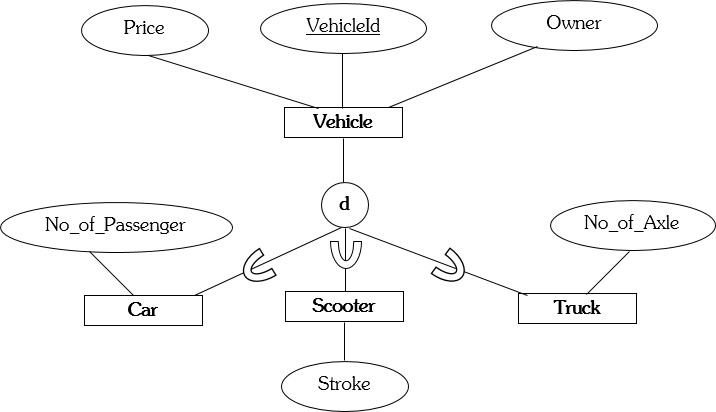 Price
VehicleId
Owner
Vehicle
d
No_of_Passenger
No_of_Axle
Car
Scooter
Truck
Stroke